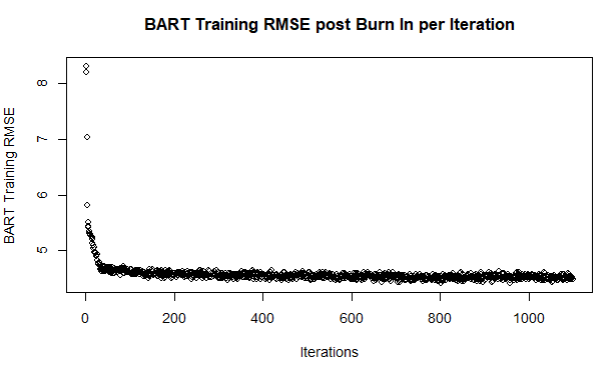 BART Training RMSE post Burn In per Iteration
BART Training RMSE
8
7
6
5
0 200 400 600 800 1000
Iterations